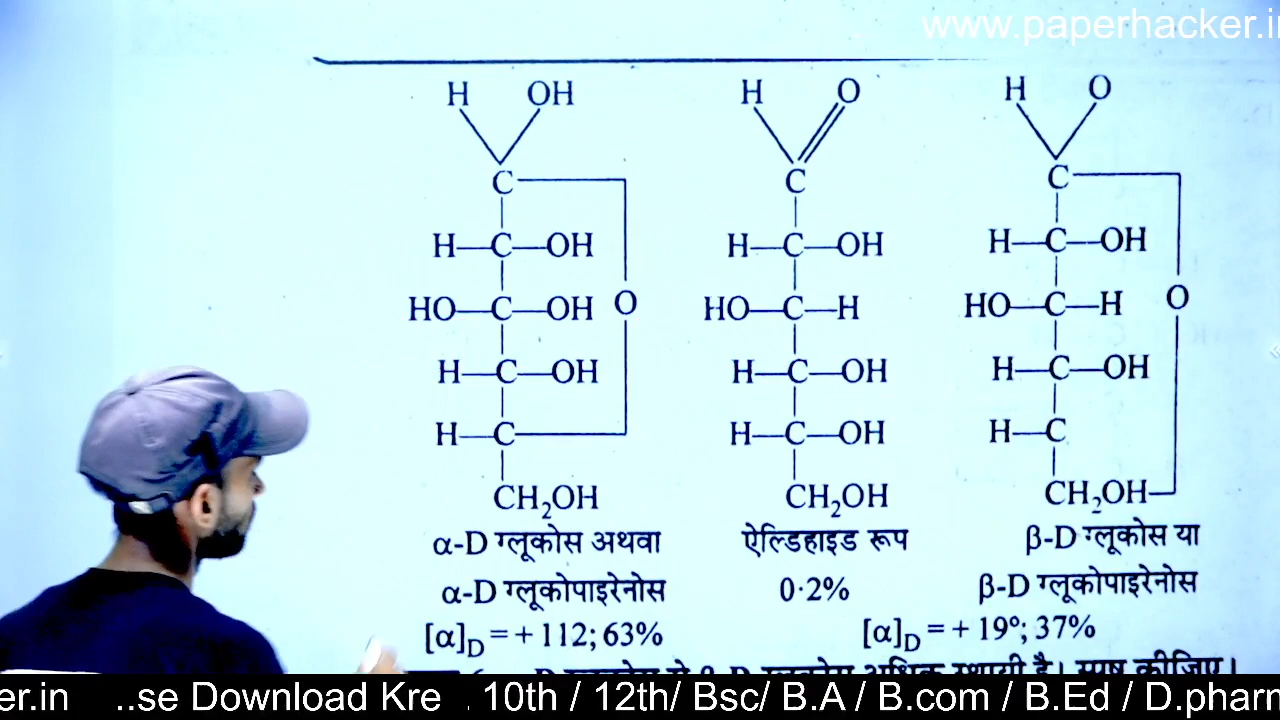 www.paperhacker.i
H OH H O H O
C C C
H—C—OH H—C—OH H—C—OH
HO—C—OH O HO—C—H HO—C—H O
H—C—OH H—C—OH H—C—OH
H—C H—C—OH H—C
CH₂OH CH₂OH CH₂OH
α-D ग्लूकोस अथवा ऐल्डिहाइड रूप β-D ग्लूकोस या
α-D ग्लूकोपाइरेनोस 0·2% β-D ग्लूकोपाइरेनोस
[α]D = + 112; 63% [α]D = + 19º; 37%
अधिक स्थायी है। स्पष्ट कीजिए।
er.in ..se Download Kre . 10th / 12th/ Bsc/ B.A / B.com / B.Ed / D.pharm